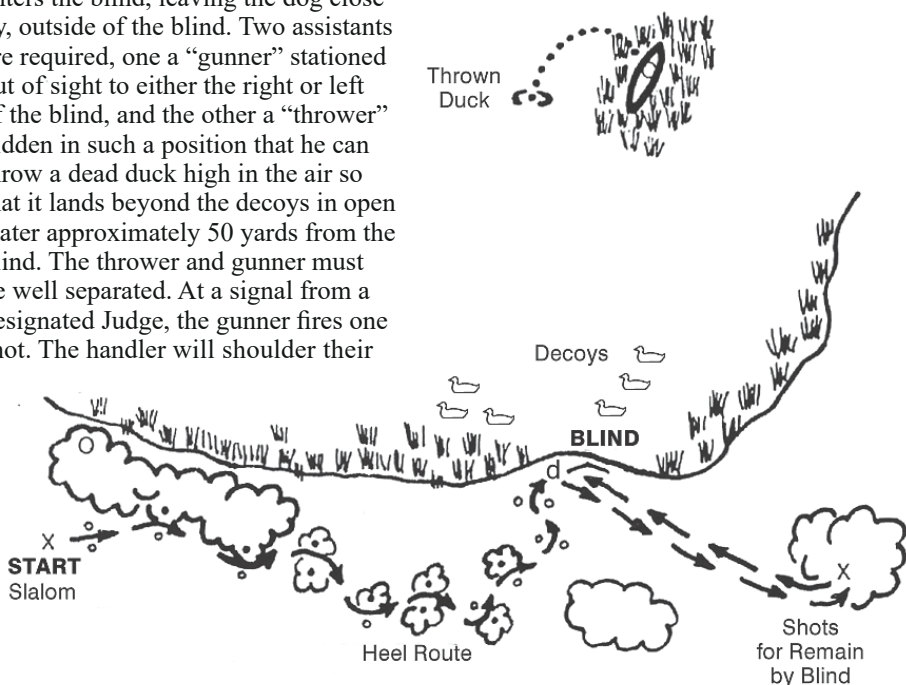 nters the blind, leaving the dog close
y, outside of the blind. Two assistants
re required, one a “gunner” stationed
ut of sight to either the right or left
f the blind, and the other a “thrower”
idden in such a position that he can
row a dead duck high in the air so
at it lands beyond the decoys in open
ater approximately 50 yards from the
lind. The thrower and gunner must
e well separated. At a signal from a
esignated Judge, the gunner fires one
hot. The handler will shoulder their
Thrown
Duck
O
Decoys
BLIND
d
O
X
START
Slalom
Heel Route
X
Shots
for Remain
by Blind